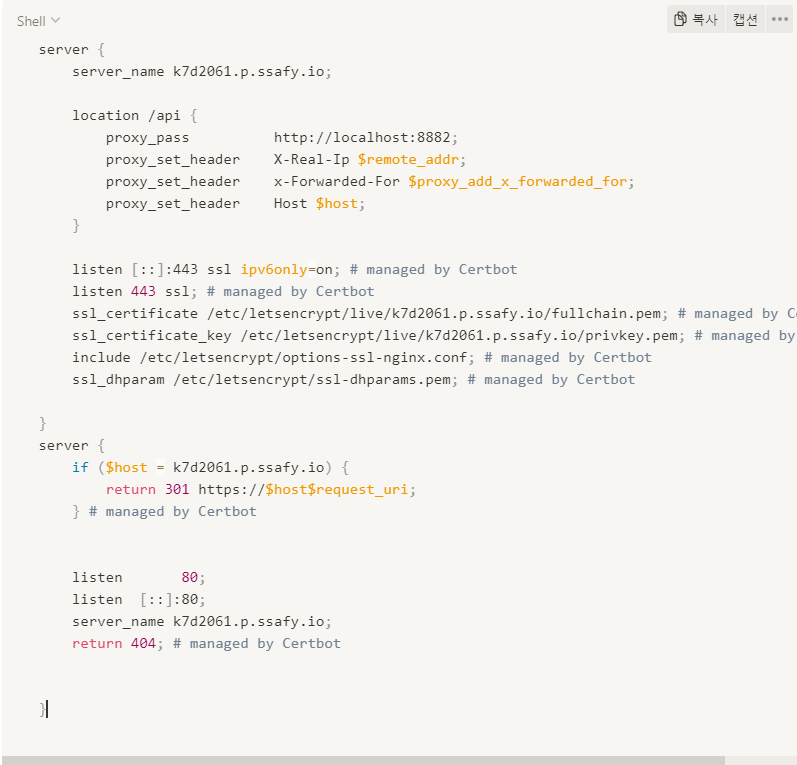 Shell
복사 캡션
server {
    server_name k7d2061.p.ssafy.io;
    location /api {
        proxy_pass          http://localhost:8882;
        proxy_set_header    X-Real-Ip $remote_addr;
        proxy_set_header    x-Forwarded-For $proxy_add_x_forwarded_for;
        proxy_set_header    Host $host;
    }
    listen [::]:443 ssl ipv6only=on; # managed by Certbot
    listen 443 ssl; # managed by Certbot
    ssl_certificate /etc/letsencrypt/live/k7d2061.p.ssafy.io/fullchain.pem; # managed by
    ssl_certificate_key /etc/letsencrypt/live/k7d2061.p.ssafy.io/privkey.pem; # managed by
    include /etc/letsencrypt/options-ssl-nginx.conf; # managed by Certbot
    ssl_dhparam /etc/letsencrypt/ssl-dhparams.pem; # managed by Certbot
}
server {
    if ($host = k7d2061.p.ssafy.io) {
        return 301 https://$host$request_uri;
    } # managed by Certbot
    listen       80;
    listen  [::]:80;
    server_name k7d2061.p.ssafy.io;
    return 404; # managed by Certbot
}